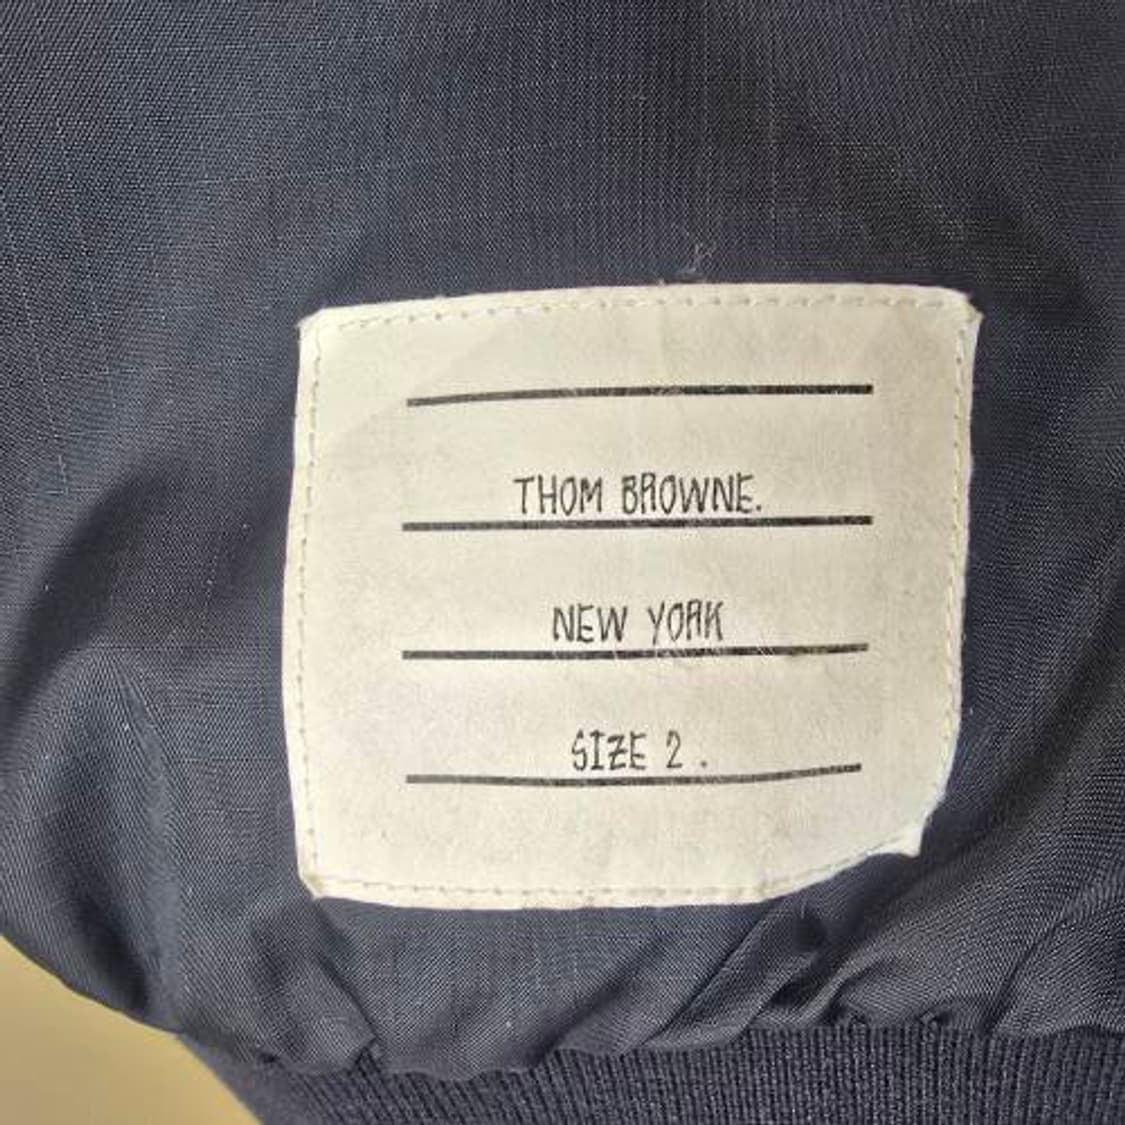 THOM BROWNE.
NEW YORK
SIZE 2 .